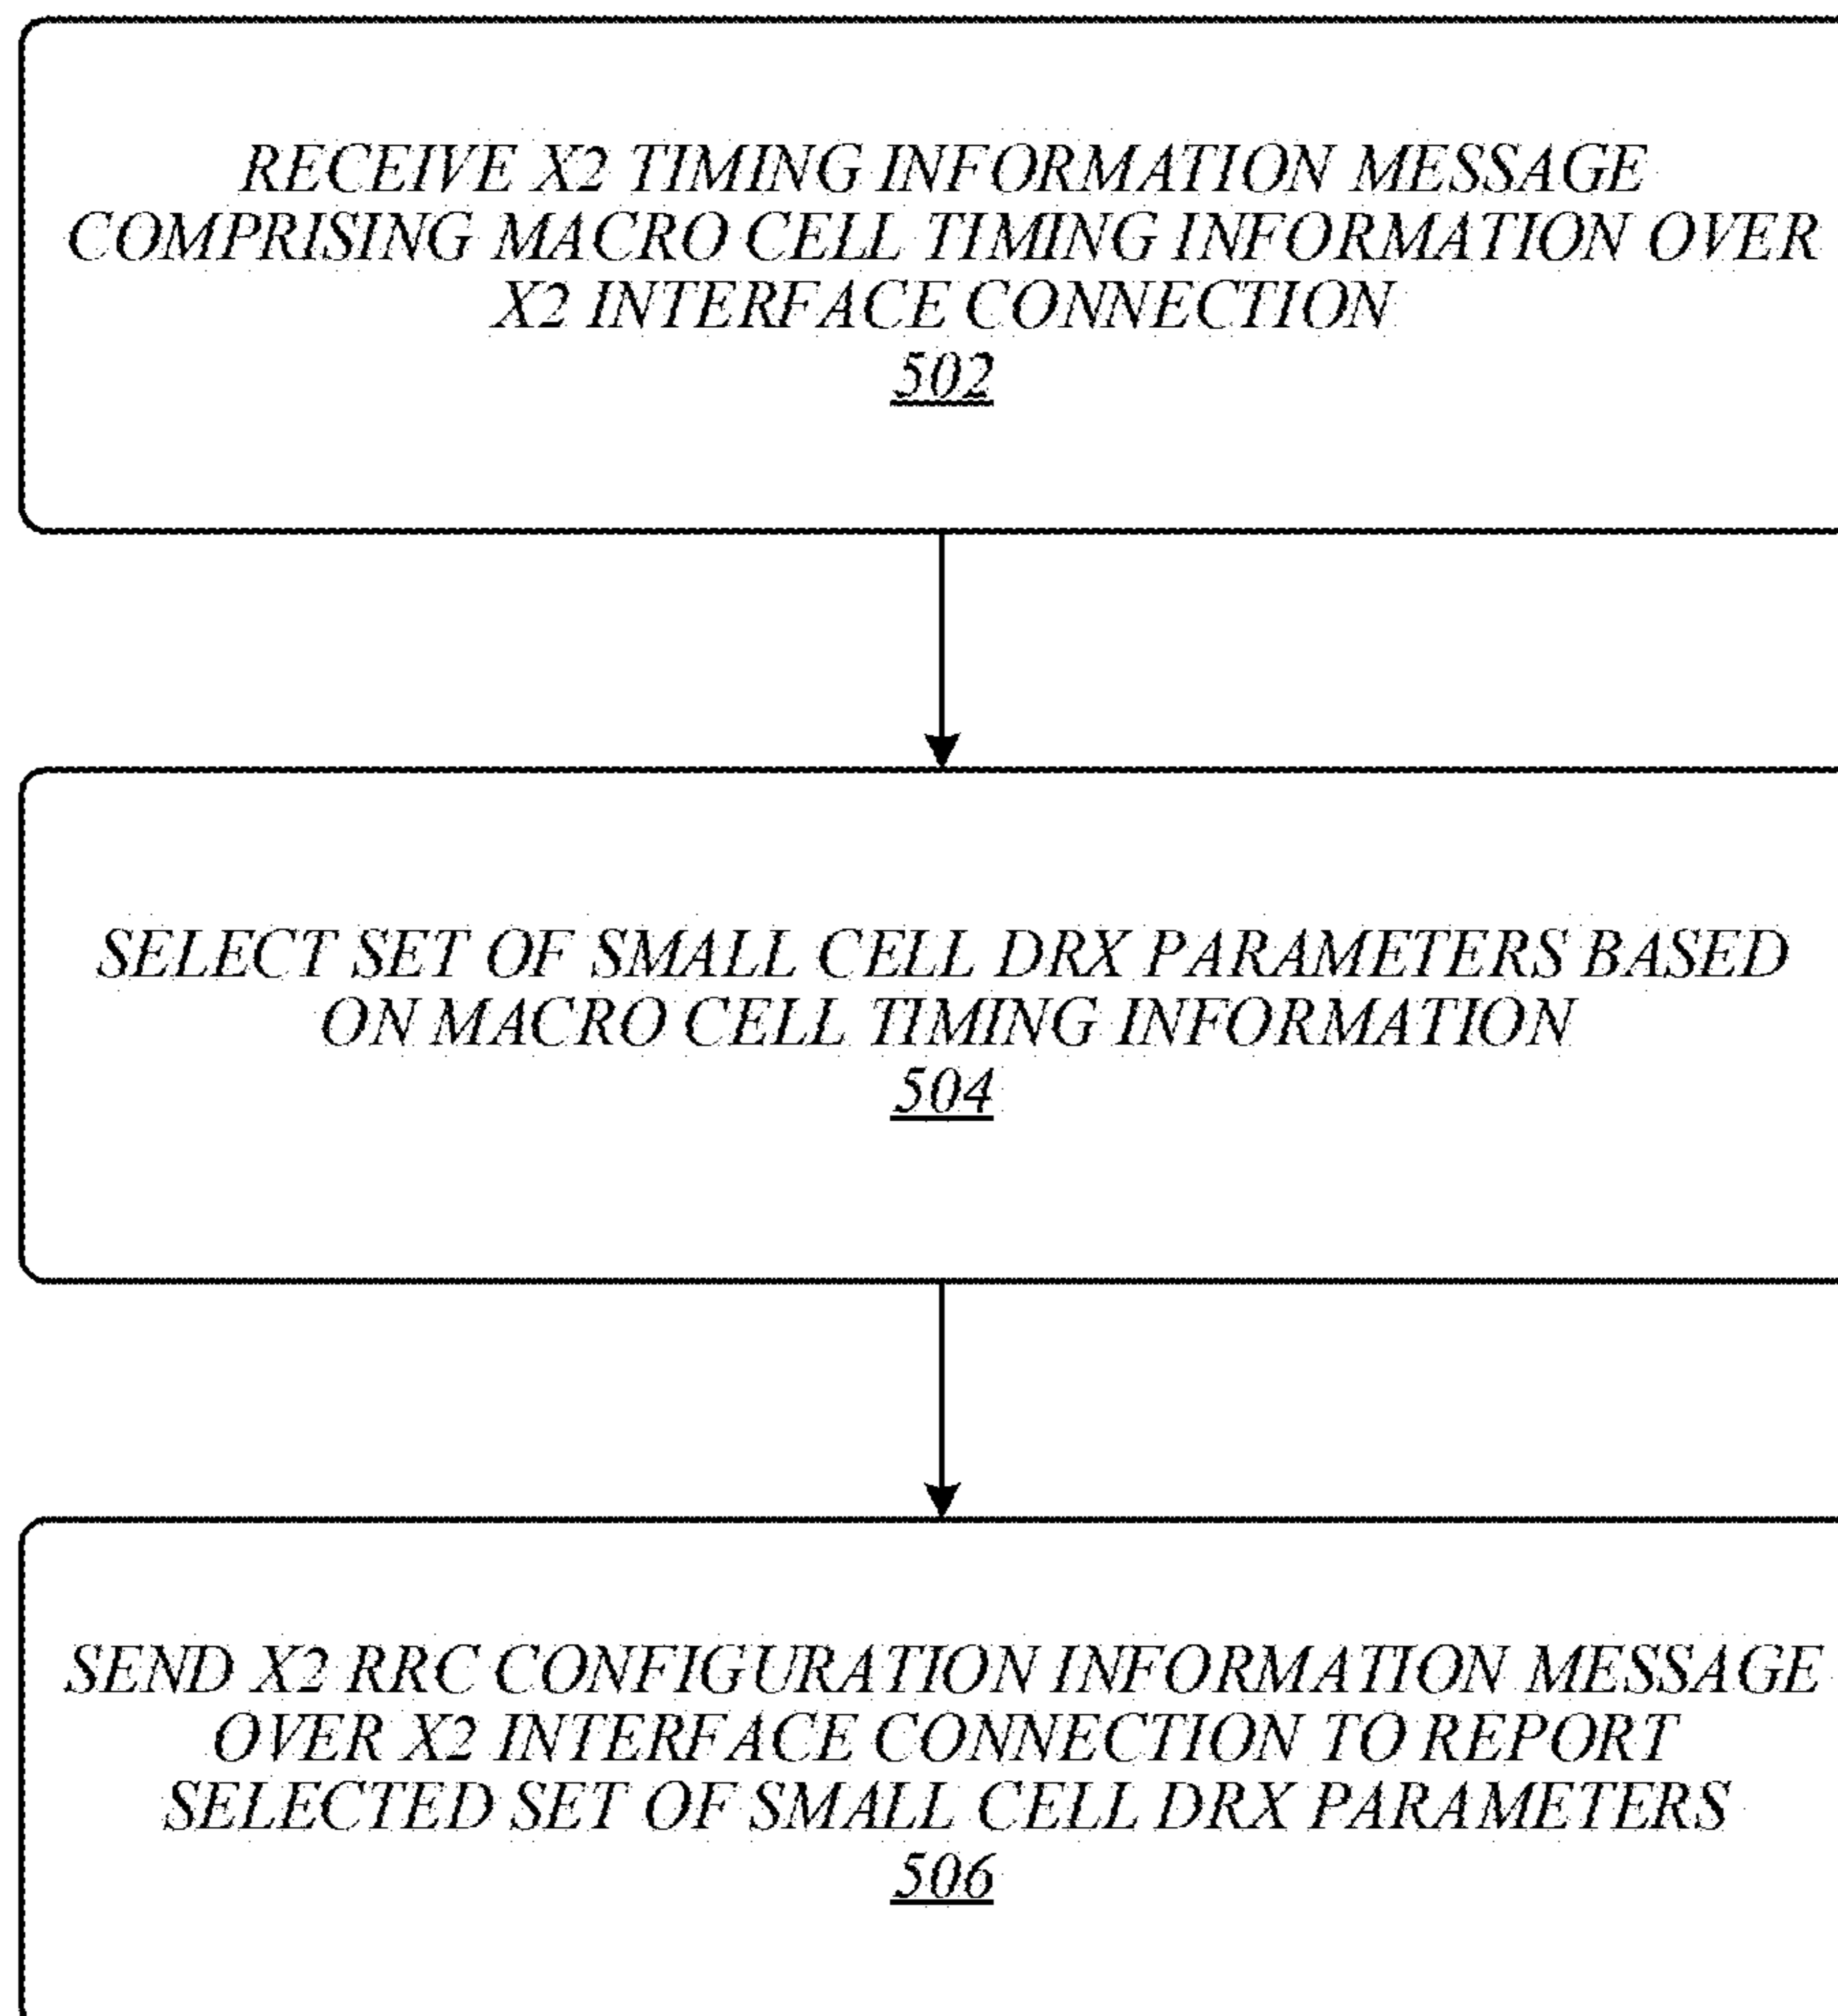 RECEIVE X2 TIMING INFORMATION MESSAGE
COMPRISING MACRO CELL TIMING INFORMATION OVER
X2 INTERFACE CONNECTION
502
SELECT SET OF SMALL CELL DRX PARAMETERS BASED
ON MACRO CELL TIMING INFORMATION
504
SEND X2 RRC CONFIGURATION INFORMATION MESSAGE
OVER X2 INTERFACE CONNECTION TO REPORT
SELECTED SET OF SMALL CELL DRX PARAMETERS
506